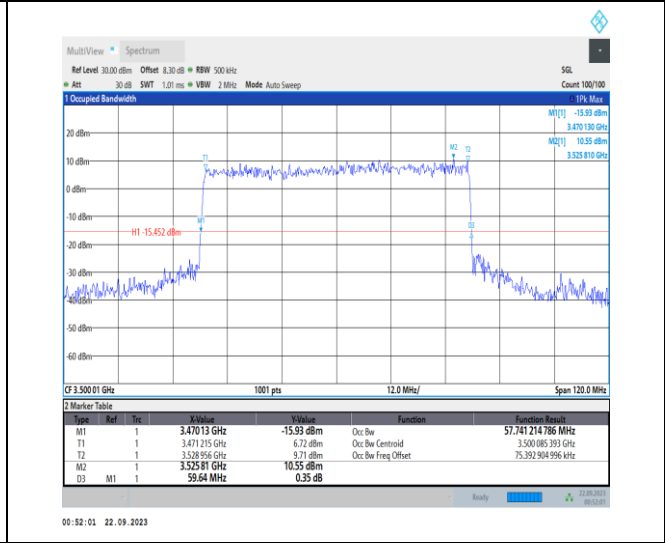 MultiView Spectrum
Ref Level 30.00 dBm Offset 8.30 dB RBW 500 kHz SGL
Att 30 dB SWT 1.01 ms VBW 2 MHz Mode Auto Sweep Count 100/100
1 Occupied Bandwidth 1Pk Max
M1[1] -15.93 dBm
3.470 130 GHz
M2[1] 10.55 dBm
3.525 810 GHz
20 dBm
M2 T2
T1
10 dBm
0 dBm
-10 dBm
M1
D3
H1 -15.452 dBm
-20 dBm
-30 dBm
-40 dBm
-50 dBm
-60 dBm
CF 3.500 01 GHz 1001 pts 12.0 MHz/ Span 120.0 MHz
2 Marker Table
Type Ref Trc X-Value Y-Value Function Function Result
M1 1 3.470 13 GHz -15.93 dBm Occ Bw 57.741 214 786 MHz
T1 1 3.471 215 GHz 6.72 dBm Occ Bw Centroid 3.500 085 393 GHz
T2 1 3.528 956 GHz 9.71 dBm Occ Bw Freq Offset 75.392 904 996 kHz
M2 1 3.525 81 GHz 10.55 dBm
D3 M1 1 59.64 MHz 0.35 dB
Ready 22.09.2023
00:52:01
00:52:01 22.09.2023